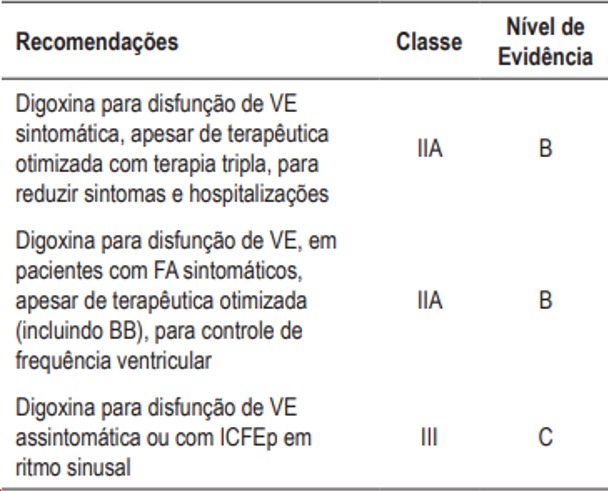 Recomendações Classe Nível de
Evidência
Digoxina para disfunção de VE
sintomática, apesar de terapêutica
otimizada com terapia tripla, para
reduzir sintomas e hospitalizações
IIA B
Digoxina para disfunção de VE, em
pacientes com FA sintomáticos,
apesar de terapêutica otimizada
(incluindo BB), para controle de
frequência ventricular
IIA B
Digoxina para disfunção de VE
assintomática ou com ICFEp em
ritmo sinusal
III C